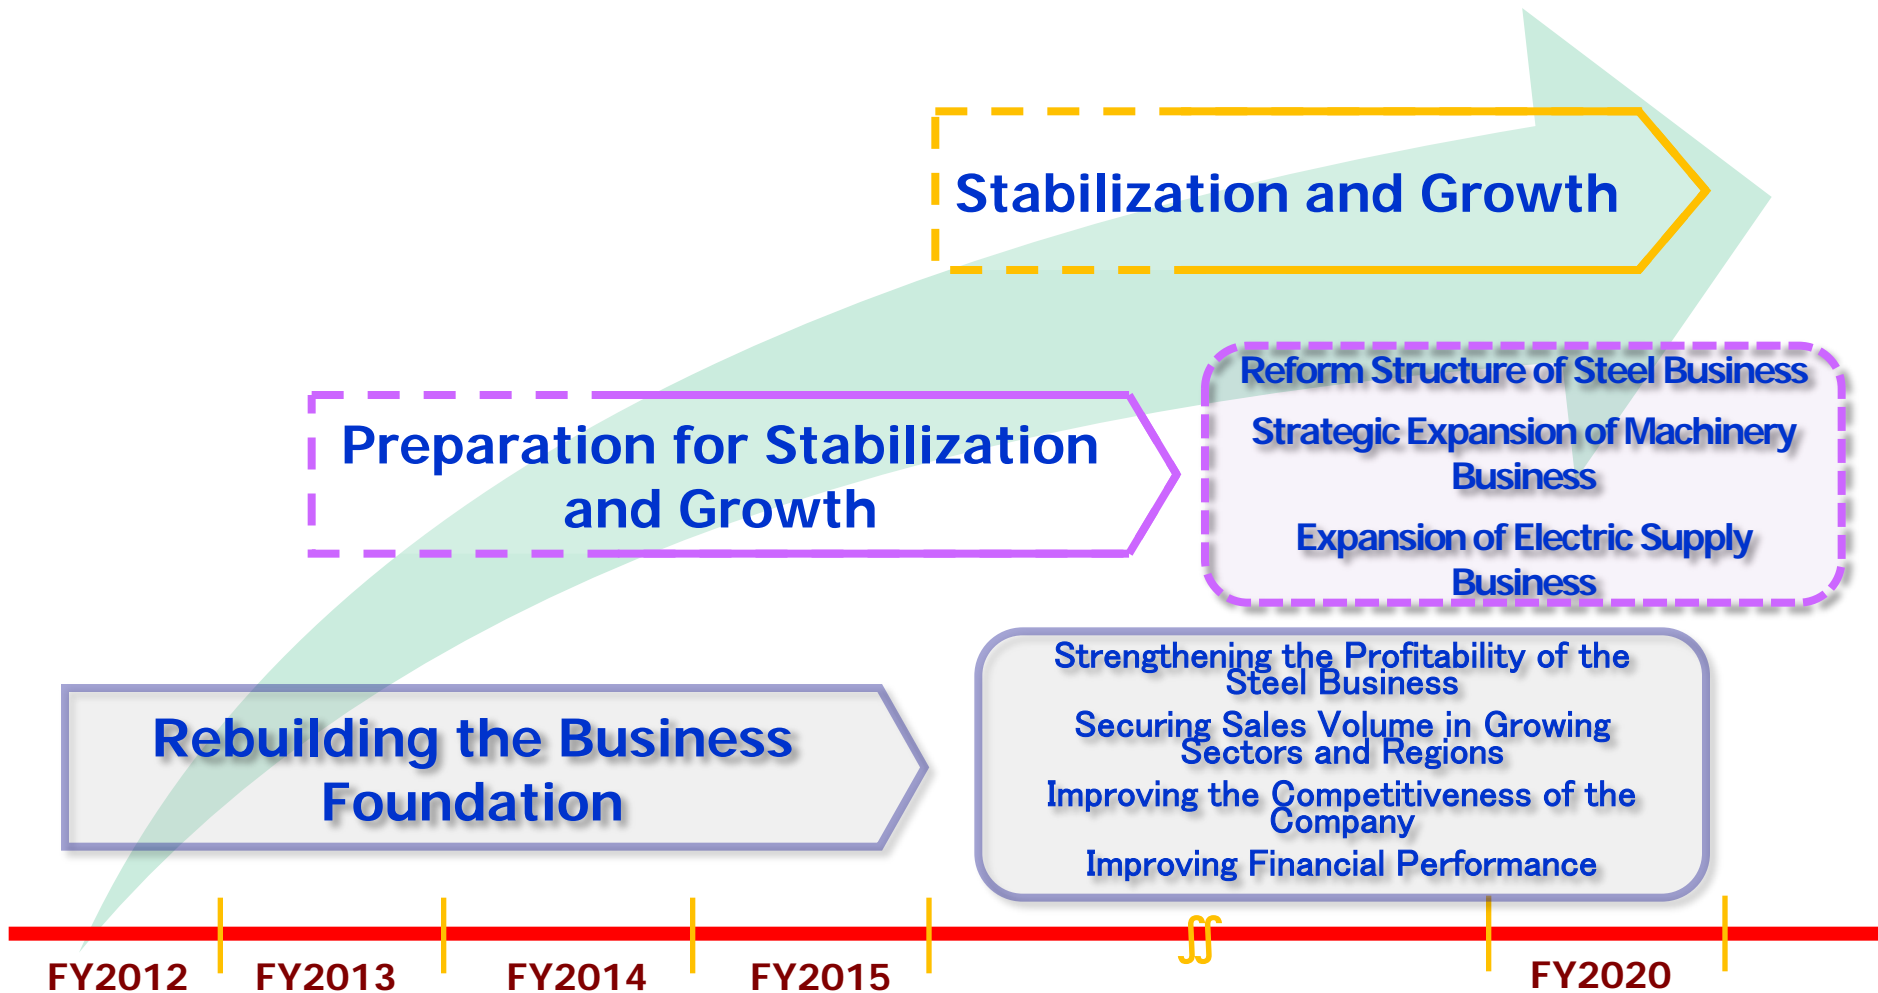 Stabilization and Growth
Preparation for Stabilization
and Growth
Reform Structure of Steel Business
Strategic Expansion of Machinery
Business
Expansion of Electric Supply
Business
Rebuilding the Business
Foundation
Strengthening the Profitability of the
Steel Business
Securing Sales Volume in Growing
Sectors and Regions
Improving the Competitiveness of the
Company
Improving Financial Performance
FY2012
FY2013
FY2014
FY2015
FY2020